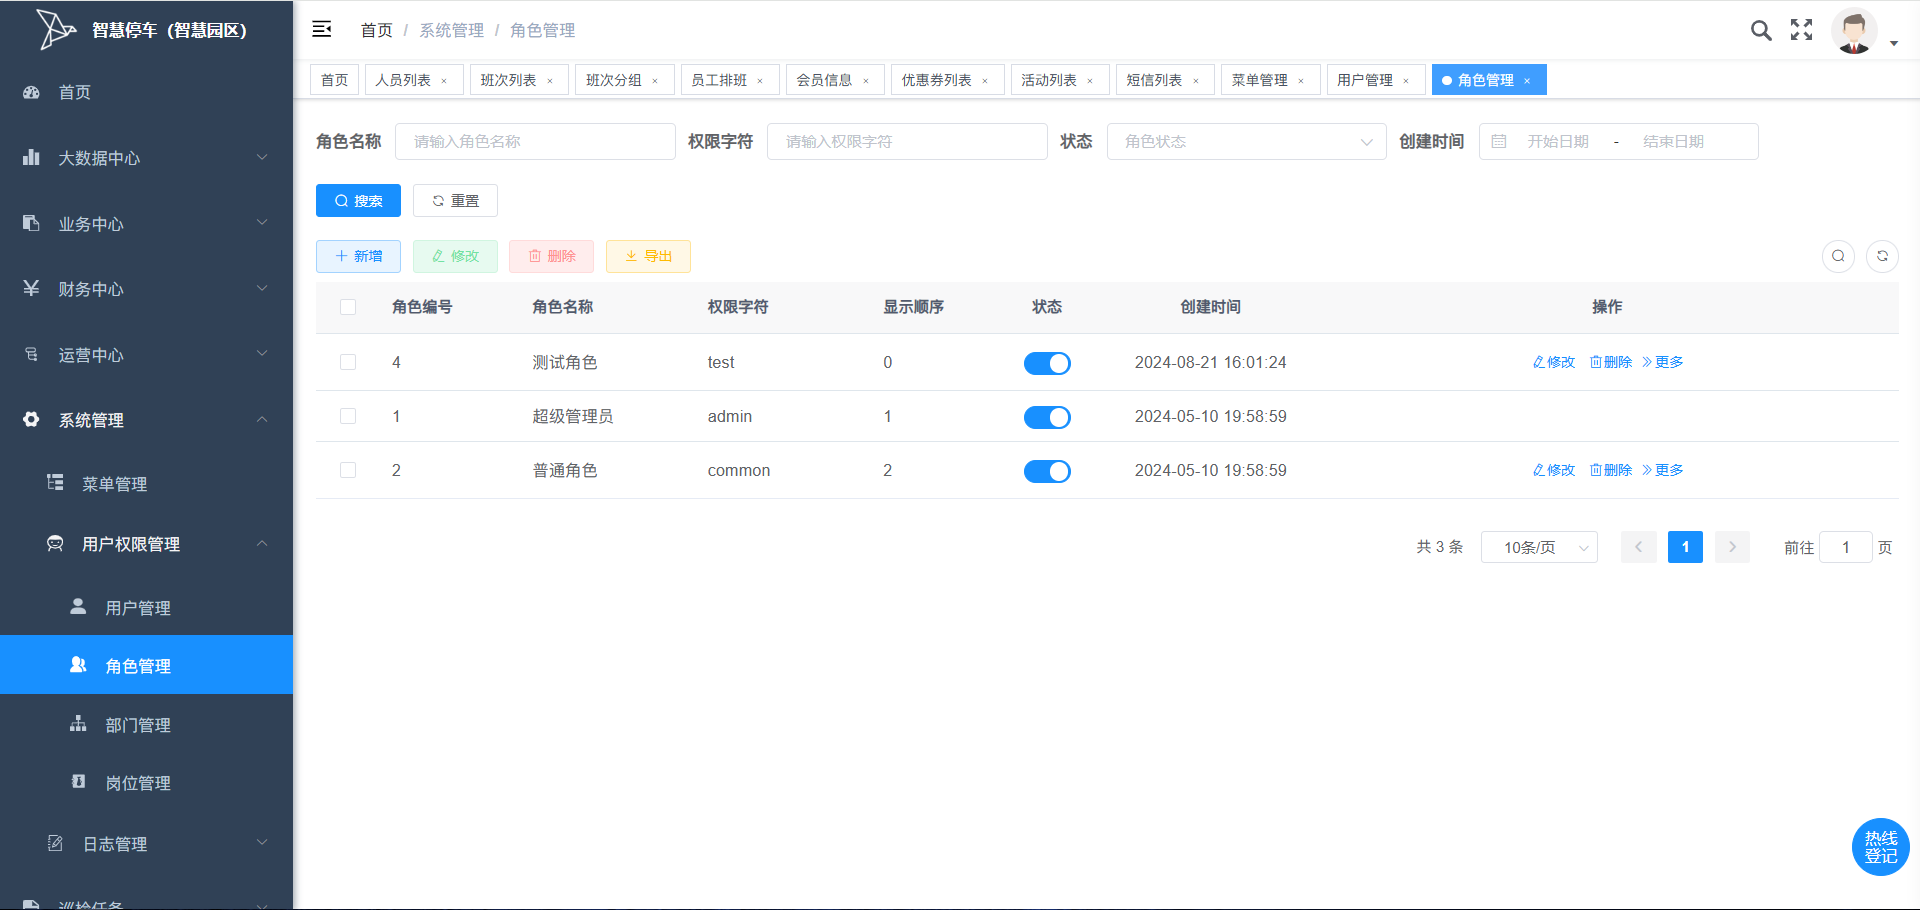 智慧停车（智慧园区）
首页 / 系统管理 / 角色管理
首页 人员列表 × 班次列表 × 班次分组 × 员工排班 × 会员信息 × 优惠券列表 × 活动列表 × 短信列表 × 菜单管理 × 用户管理 × 角色管理 ×
首页
大数据中心
业务中心
财务中心
运营中心
系统管理
菜单管理
用户权限管理
用户管理
角色管理
部门管理
岗位管理
日志管理
巡检任务
角色名称 请输入角色名称 权限字符 请输入权限字符 状态 角色状态 创建时间 开始日期 - 结束日期
搜索 重置
新增 修改 删除 导出
角色编号 角色名称 权限字符 显示顺序 状态 创建时间 操作
4 测试角色 test 0 2024-08-21 16:01:24 修改 删除 更多
1 超级管理员 admin 1 2024-05-10 19:58:59
2 普通角色 common 2 2024-05-10 19:58:59 修改 删除 更多
共 3 条 10条/页 1 前往 1 页
热线
登记